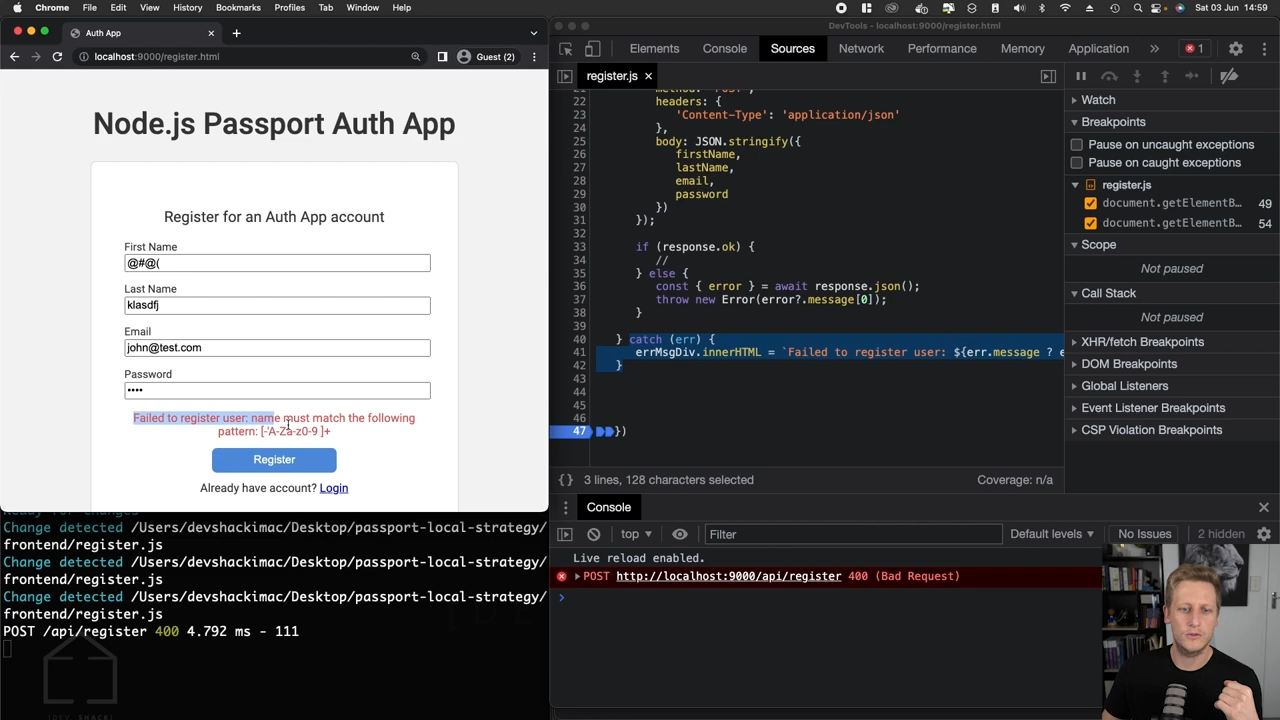 Chrome File Edit View History Bookmarks Profiles Tab Window Help Sat 03 Jun 14:59
Auth App
localhost:9000/register.html Guest (2)
Node.js Passport Auth App
Register for an Auth App account
First Name
@#@(
Last Name
klasdfj
Email
john@test.com
Password
••••
Failed to register user: name must match the following
pattern: [-'A-Za-z0-9 ]+
Register
Already have account? Login
Change detected /Users/devshackimac/Desktop/passport-local-strategy/
frontend/register.js
Change detected /Users/devshackimac/Desktop/passport-local-strategy/
frontend/register.js
Change detected /Users/devshackimac/Desktop/passport-local-strategy/
frontend/register.js
POST /api/register 400 4.792 ms - 111
DevTools - localhost:9000/register.html
Elements Console Sources Network Performance Memory Application 1
register.js
22 headers: {
23 'Content-Type': 'application/json'
24 },
25 body: JSON.stringify({
26 firstName,
27 lastName,
28 email,
29 password
30 })
31 });
32
33 if (response.ok) {
34 //
35 } else {
36 const { error } = await response.json();
37 throw new Error(error?.message[0]);
38 }
39
40 } catch (err) {
41 errMsgDiv.innerHTML = `Failed to register user: ${err.message ? e
42 }
43
44
45
46
47 })
{} 3 lines, 128 characters selected Coverage: n/a
Watch
Breakpoints
Pause on uncaught exceptions
Pause on caught exceptions
register.js
document.getElementB... 49
document.getElementB... 54
Scope
Not paused
Call Stack
Not paused
XHR/fetch Breakpoints
DOM Breakpoints
Global Listeners
Event Listener Breakpoints
CSP Violation Breakpoints
Console
top Filter Default levels No Issues 2 hidden
Live reload enabled.
POST http://localhost:9000/api/register 400 (Bad Request)